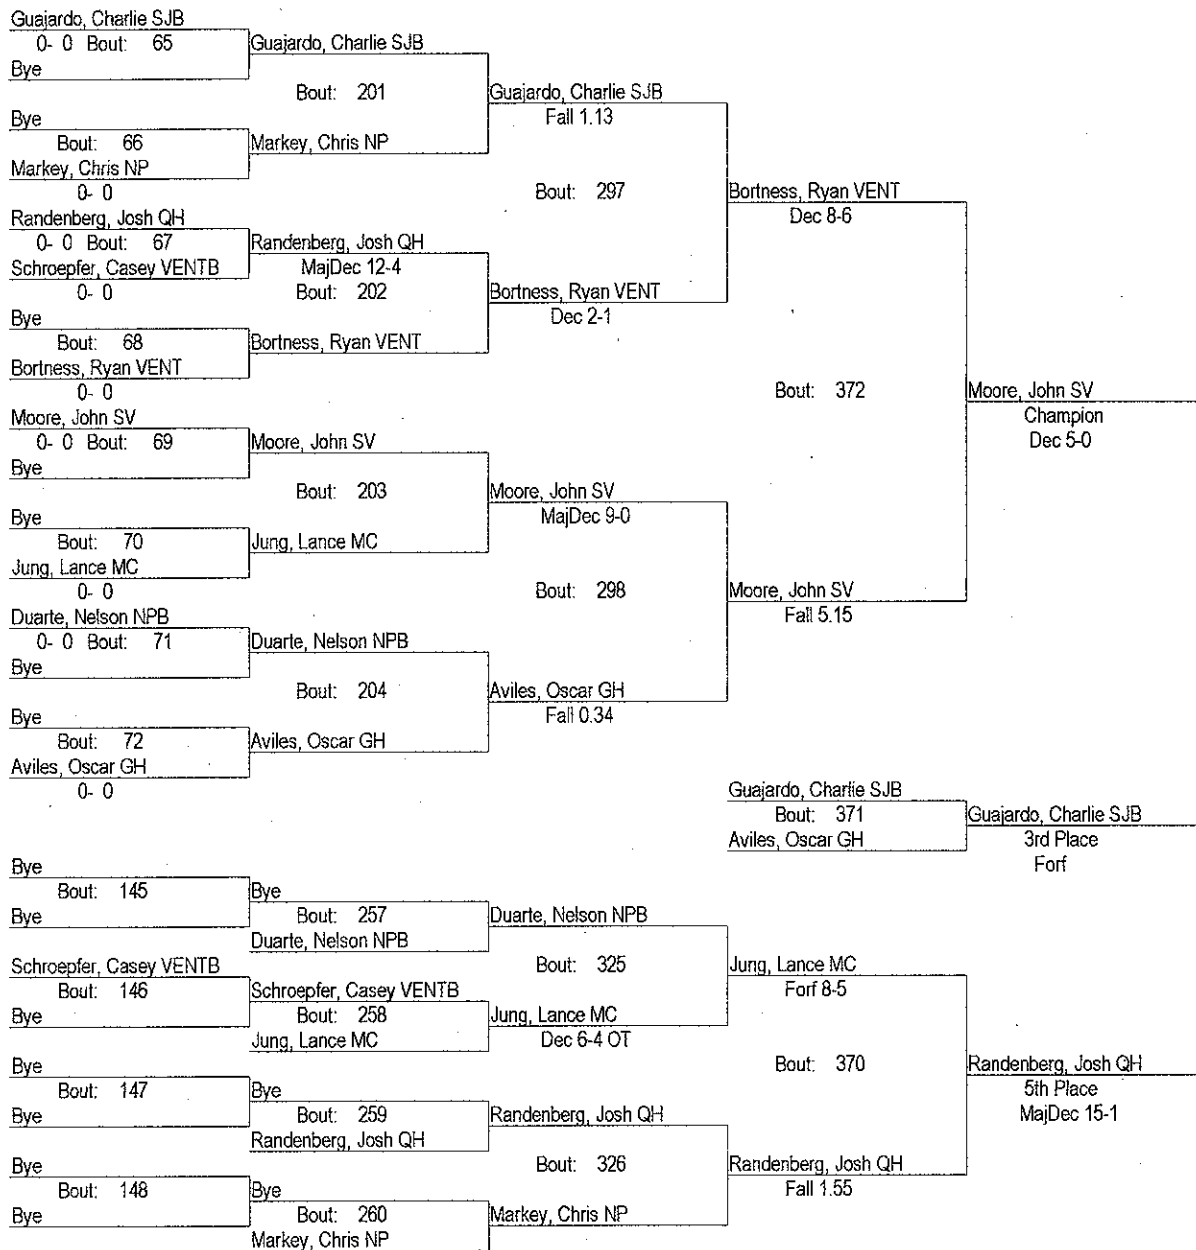 Guajardo, Charlie SJB
0- 0 Bout: 65
Guajardo, Charlie SJB
Bye
Bout: 201
Guajardo, Charlie SJB
Fall 1.13
Bye
Bout: 66
Markey, Chris NP
Markey, Chris NP
0- 0
Bout: 297
Bortness, Ryan VENT
Dec 8-6
Randenberg, Josh QH
0- 0 Bout: 67
Randenberg, Josh QH
MajDec 12-4
Schroepfer, Casey VENTB
0- 0
Bout: 202
Bortness, Ryan VENT
Dec 2-1
Bye
Bout: 68
Bortness, Ryan VENT
Bortness, Ryan VENT
0- 0
Bout: 372
Moore, John SV
Champion
Dec 5-0
Moore, John SV
0- 0 Bout: 69
Moore, John SV
Bye
Bout: 203
Moore, John SV
MajDec 9-0
Bye
Bout: 70
Jung, Lance MC
Jung, Lance MC
0- 0
Bout: 298
Moore, John SV
Fall 5.15
Duarte, Nelson NPB
0- 0 Bout: 71
Duarte, Nelson NPB
Bye
Bout: 204
Aviles, Oscar GH
Fall 0.34
Bye
Bout: 72
Aviles, Oscar GH
Aviles, Oscar GH
0- 0
Guajardo, Charlie SJB
Bout: 371
Guajardo, Charlie SJB
Aviles, Oscar GH
3rd Place
Forf
Bye
Bout: 145
Bye
Bye
Bout: 257
Duarte, Nelson NPB
Duarte, Nelson NPB
Bout: 325
Jung, Lance MC
Forf 8-5
Schroepfer, Casey VENTB
Bout: 146
Schroepfer, Casey VENTB
Bye
Bout: 258
Jung, Lance MC
Jung, Lance MC
Dec 6-4 OT
Bout: 370
Randenberg, Josh QH
5th Place
MajDec 15-1
Bye
Bout: 147
Bye
Bye
Bout: 259
Randenberg, Josh QH
Randenberg, Josh QH
Bout: 326
Randenberg, Josh QH
Fall 1.55
Bye
Bout: 148
Bye
Bye
Bout: 260
Markey, Chris NP
Markey, Chris NP